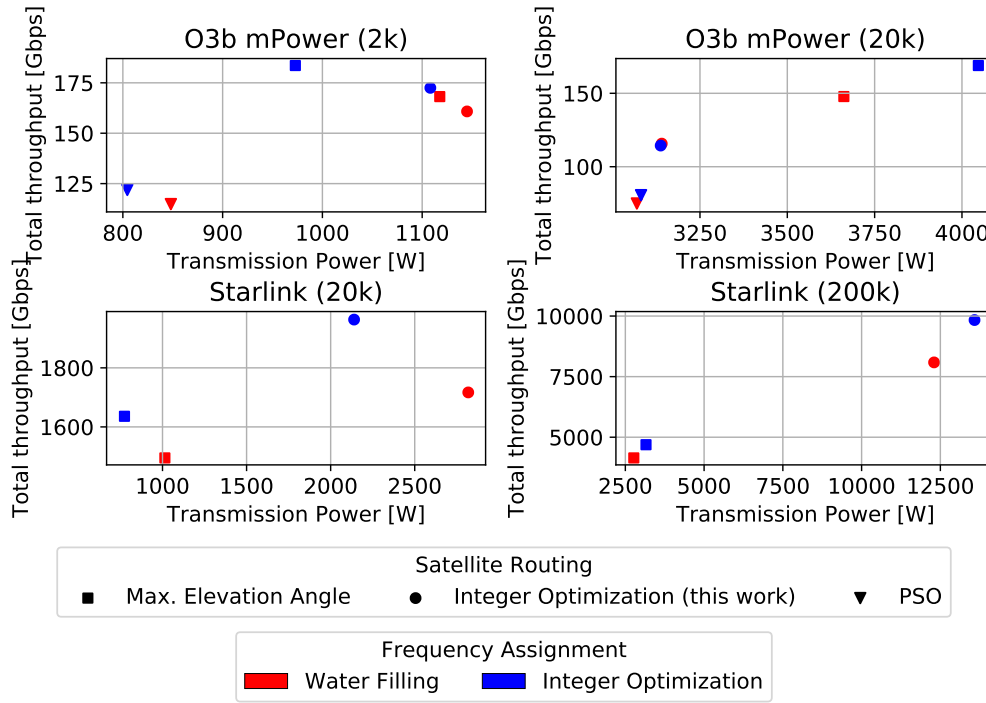 O3b mPower (2k)
Total throughput [Gbps]
175
150
125
800
900
1000
1100
Transmission Power [W]
O3b mPower (20k)
Total throughput [Gbps]
150
100
3250
3500
3750
4000
Transmission Power [W]
Starlink (20k)
Total throughput [Gbps]
1800
1600
1000
1500
2000
2500
Transmission Power [W]
Starlink (200k)
Total throughput [Gbps]
10000
7500
5000
2500
5000
7500
10000
12500
Transmission Power [W]
Satellite Routing
Max. Elevation Angle
Integer Optimization (this work)
PSO
Frequency Assignment
Water Filling
Integer Optimization